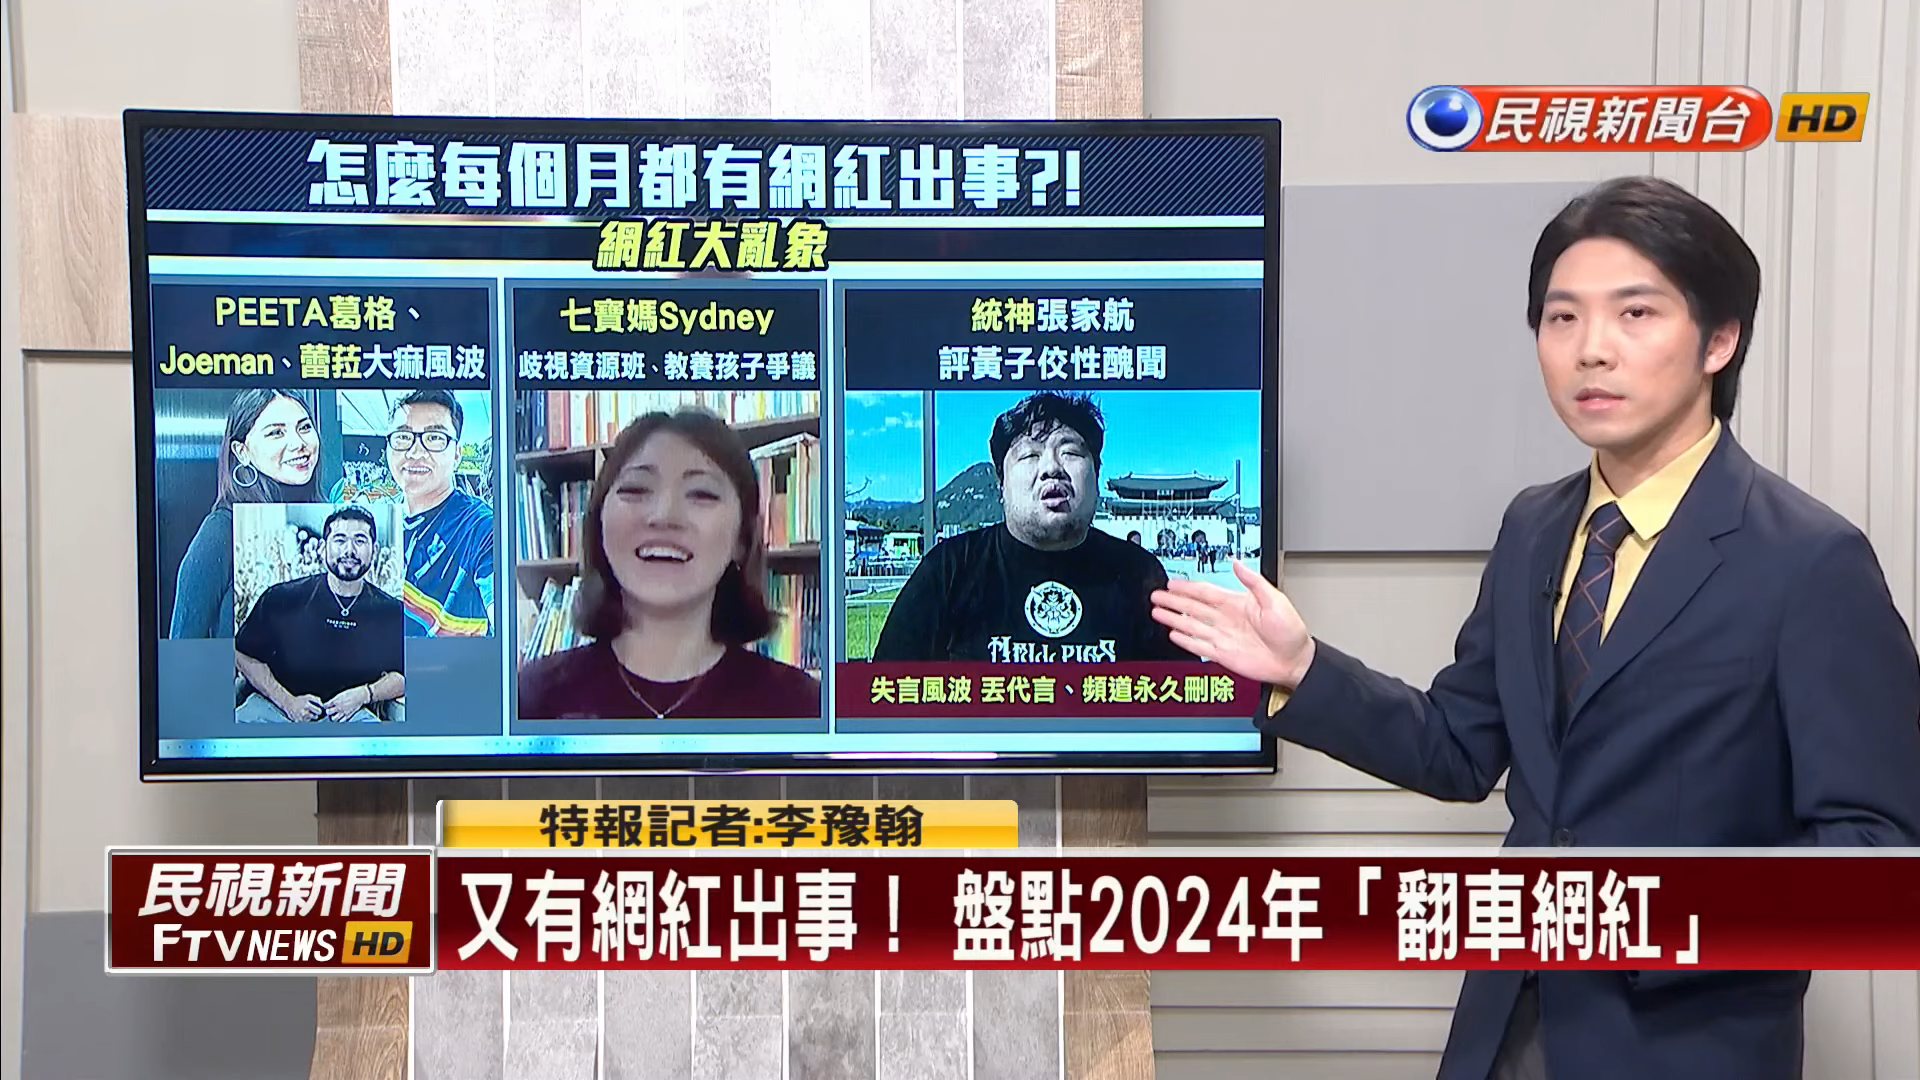 民視新聞台 HD
怎麼每個月都有網紅出事?!
網紅大亂象
PEETA葛格、
Joeman、蕾菈大痲風波
七寶媽Sydney
歧視資源班、教養孩子爭議
統神張家航
評黃子佼性醜聞
HELL PIGS
失言風波 丟代言、頻道永久刪除
特報記者:李豫翰
民視新聞
FTV NEWS HD
又有網紅出事! 盤點2024年「翻車網紅」